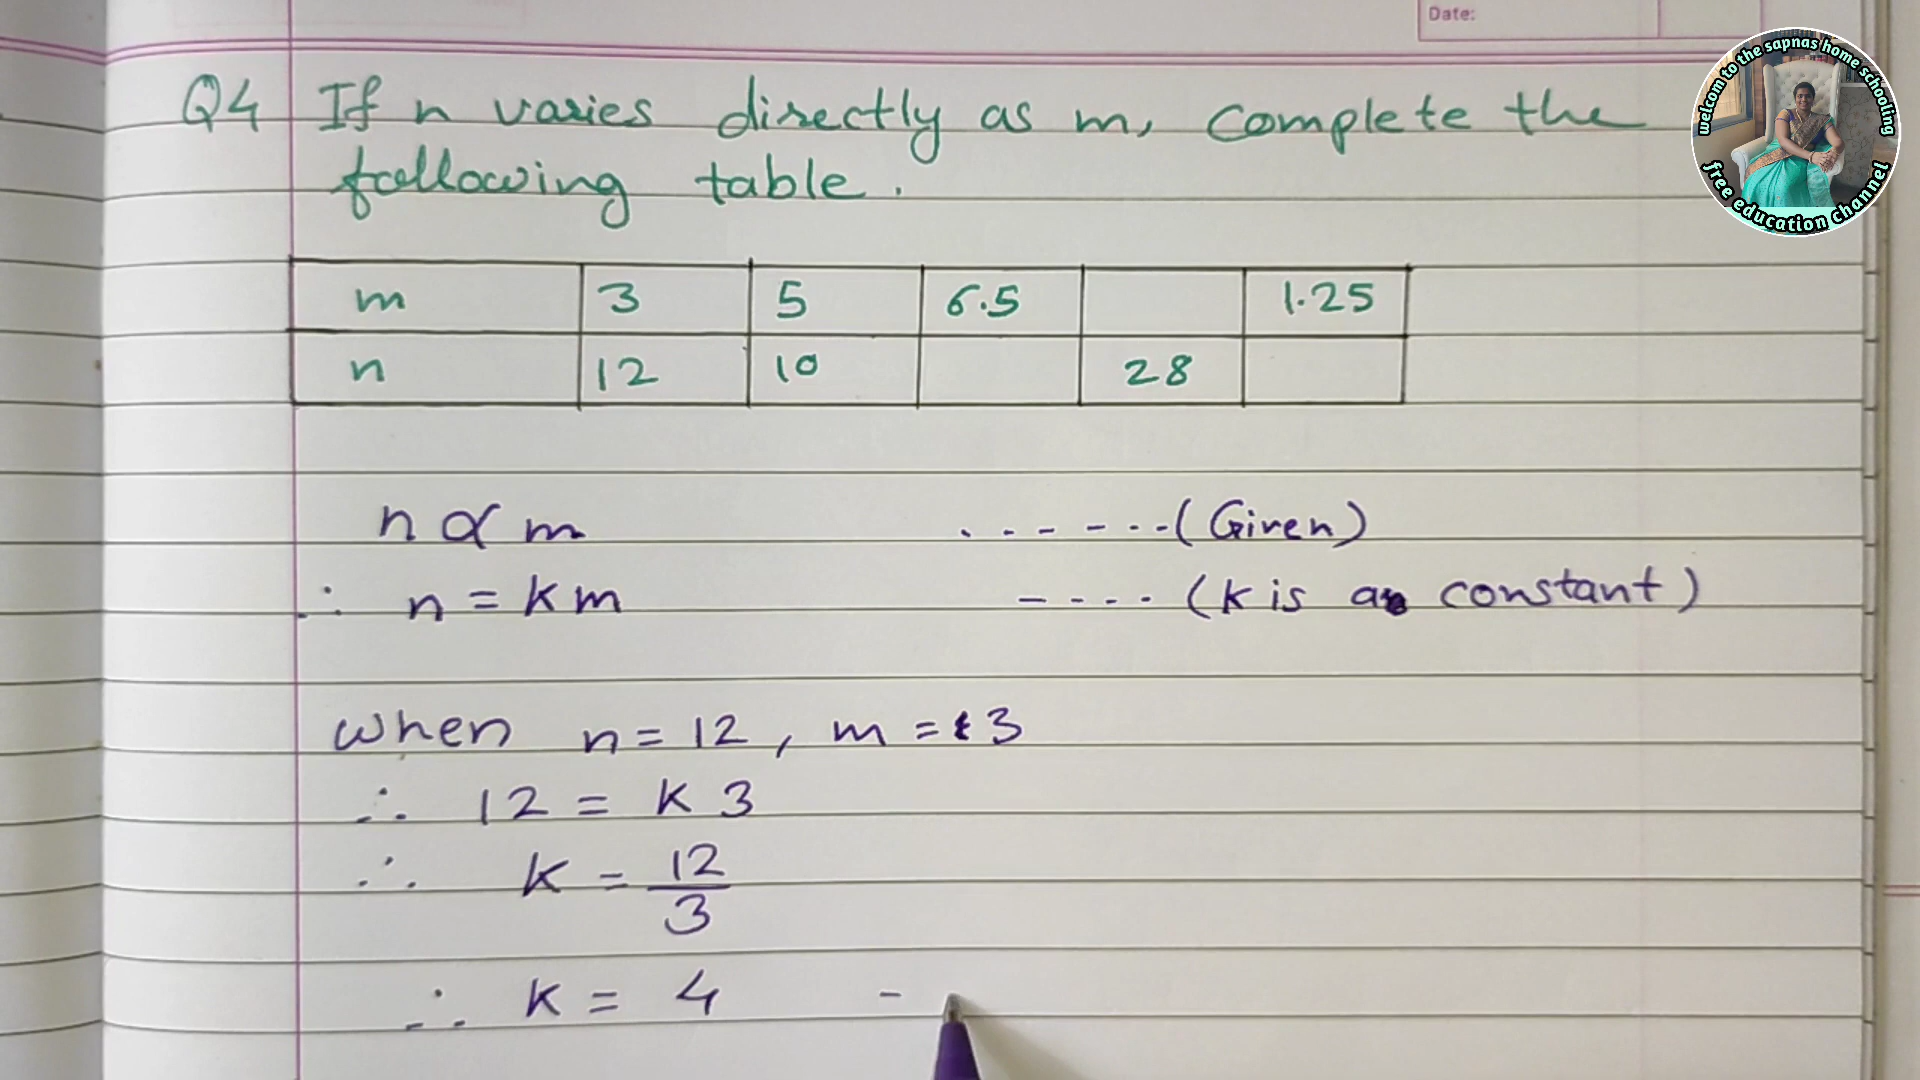 Date:
welcom to the sapnas home schooling
free education channel
Q4 If n varies directly as m, complete the
following table.
m 3 5 6.5 1.25
n 12 10 28
n ∝ m ------(Given)
∴ n = k m ---- (k is a constant)
when n = 12, m = 3
∴ 12 = k 3
∴ k = 12/3
∴ k = 4 -